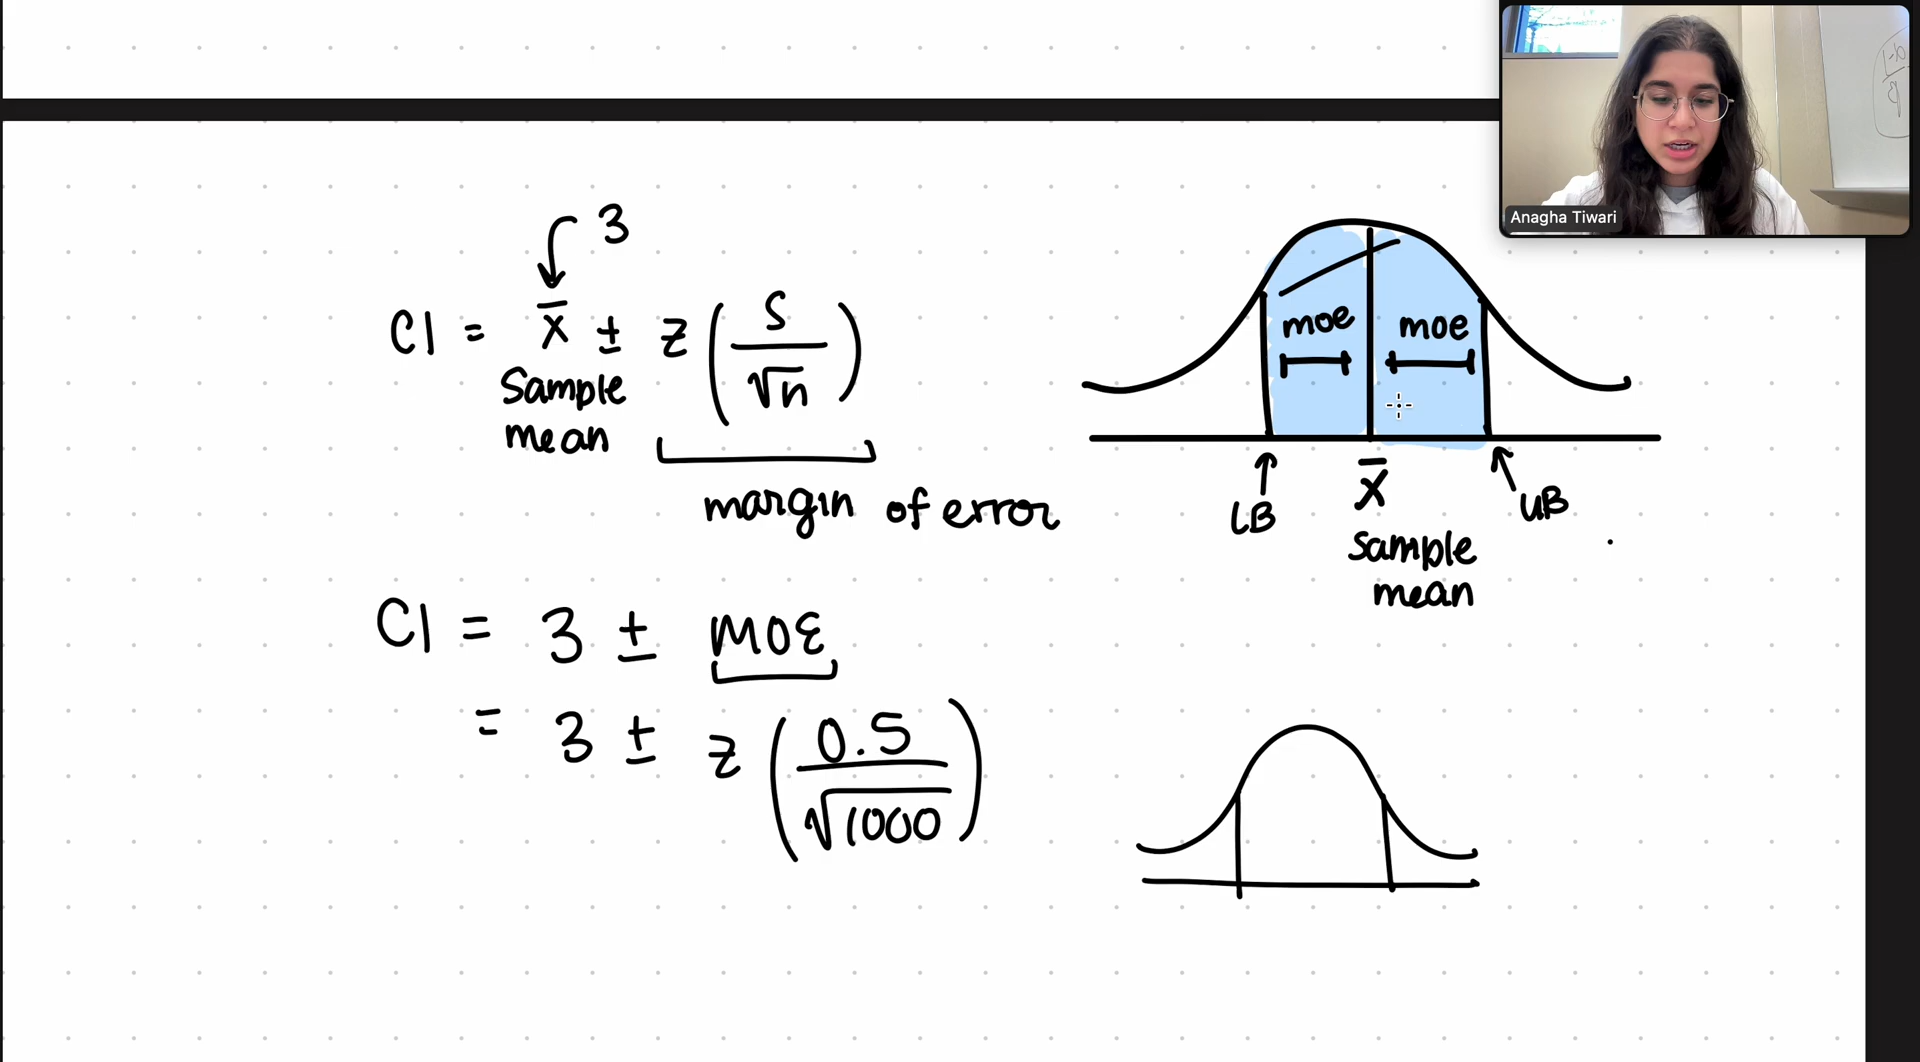 3
CI = x̄ ± z(s/√n)
Sample
mean
margin of error
CI = 3 ± MOE
= 3 ± z(0.5/√1000)
moe moe
LB x̄ UB
sample
mean
Anagha Tiwari